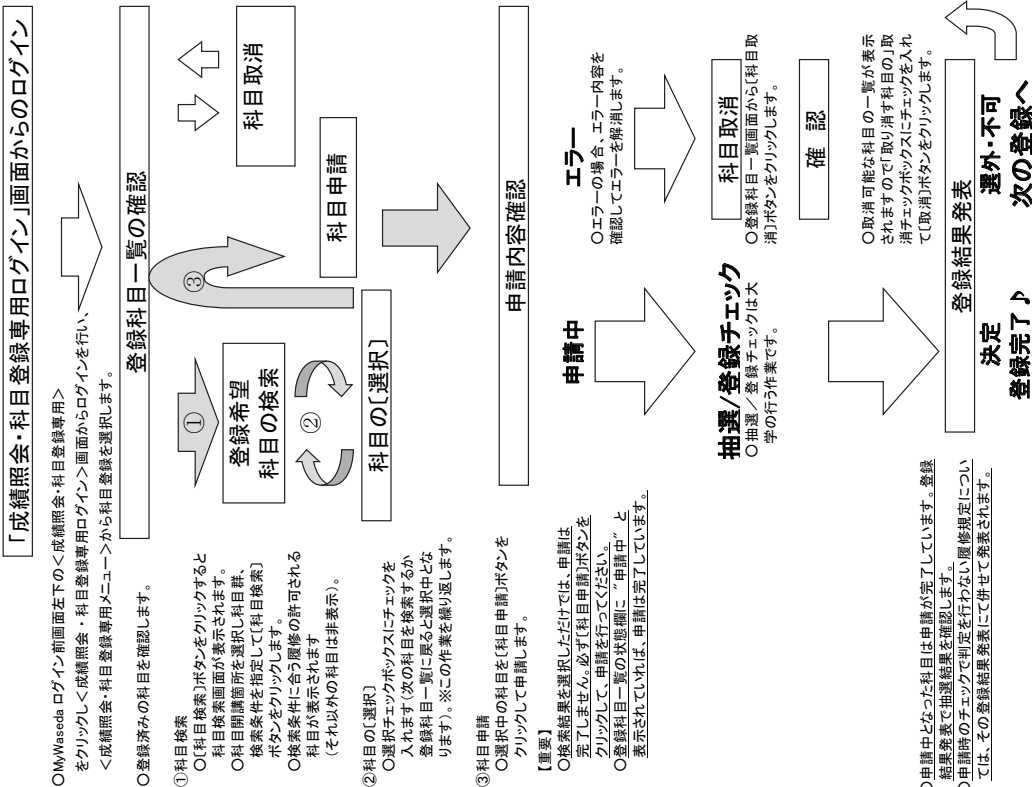 「成績照会・科目登録専用ログイン」画面からのログイン
○MyWaseda ログイン前画面左下の＜成績照会・科目登録専用＞
をクリックし＜成績照会・科目登録専用ログイン＞画面からログインを行い、
＜成績照会・科目登録専用メニュー＞から科目登録を選択します。
登録科目一覧の確認
○登録済みの科目を確認します。
①科目検索
○[科目検索]ボタンをクリックすると
科目検索画面が表示されます。
○科目開講箇所を選択し科目群、
検索条件を指定して[科目検索]
ボタンをクリックします。
○検索条件に合う履修の許可される
科目が表示されます
（それ以外の科目は非表示）。
①
登録希望
科目の検索
②
③
科目取消
科目申請
科目の[選択]
②科目の[選択]
○選択チェックボックスにチェックを
入れます（次の科目を検索するか
登録科目一覧に戻ると選択中とな
ります）。※この作業を繰り返します。
③科目申請
○選択中の科目を[科目申請]ボタンを
クリックして申請します。
【重要】
○検索結果を選択しただけでは、申請は
完了しません。必ず[科目申請]ボタンを
クリックして、申請を行ってください。
○登録科目一覧の状態欄に “申請中” と
表示されていれば、申請は完了しています。
申請内容確認
申請中
エラー
○エラーの場合、エラー内容を
確認してエラーを解消します。
抽選/登録チェック
○抽選／登録チェックは大
学の行う作業です。
科目取消
○登録科目一覧画面から[科目取
消]ボタンをクリックします。
確 認
○取消可能な科目の一覧が表示
されますので「取り消す科目の」取
消チェックボックスにチェックを入れ
て[取消]ボタンをクリックします。
○申請中となった科目は申請が完了しています。登録
結果発表で抽選結果を確認します。
○申請時のチェックで判定を行わない履修規定につい
ては、その登録結果発表にて併せて発表されます。
登録結果発表
決定
登録完了♪
選外・不可
次の登録へ